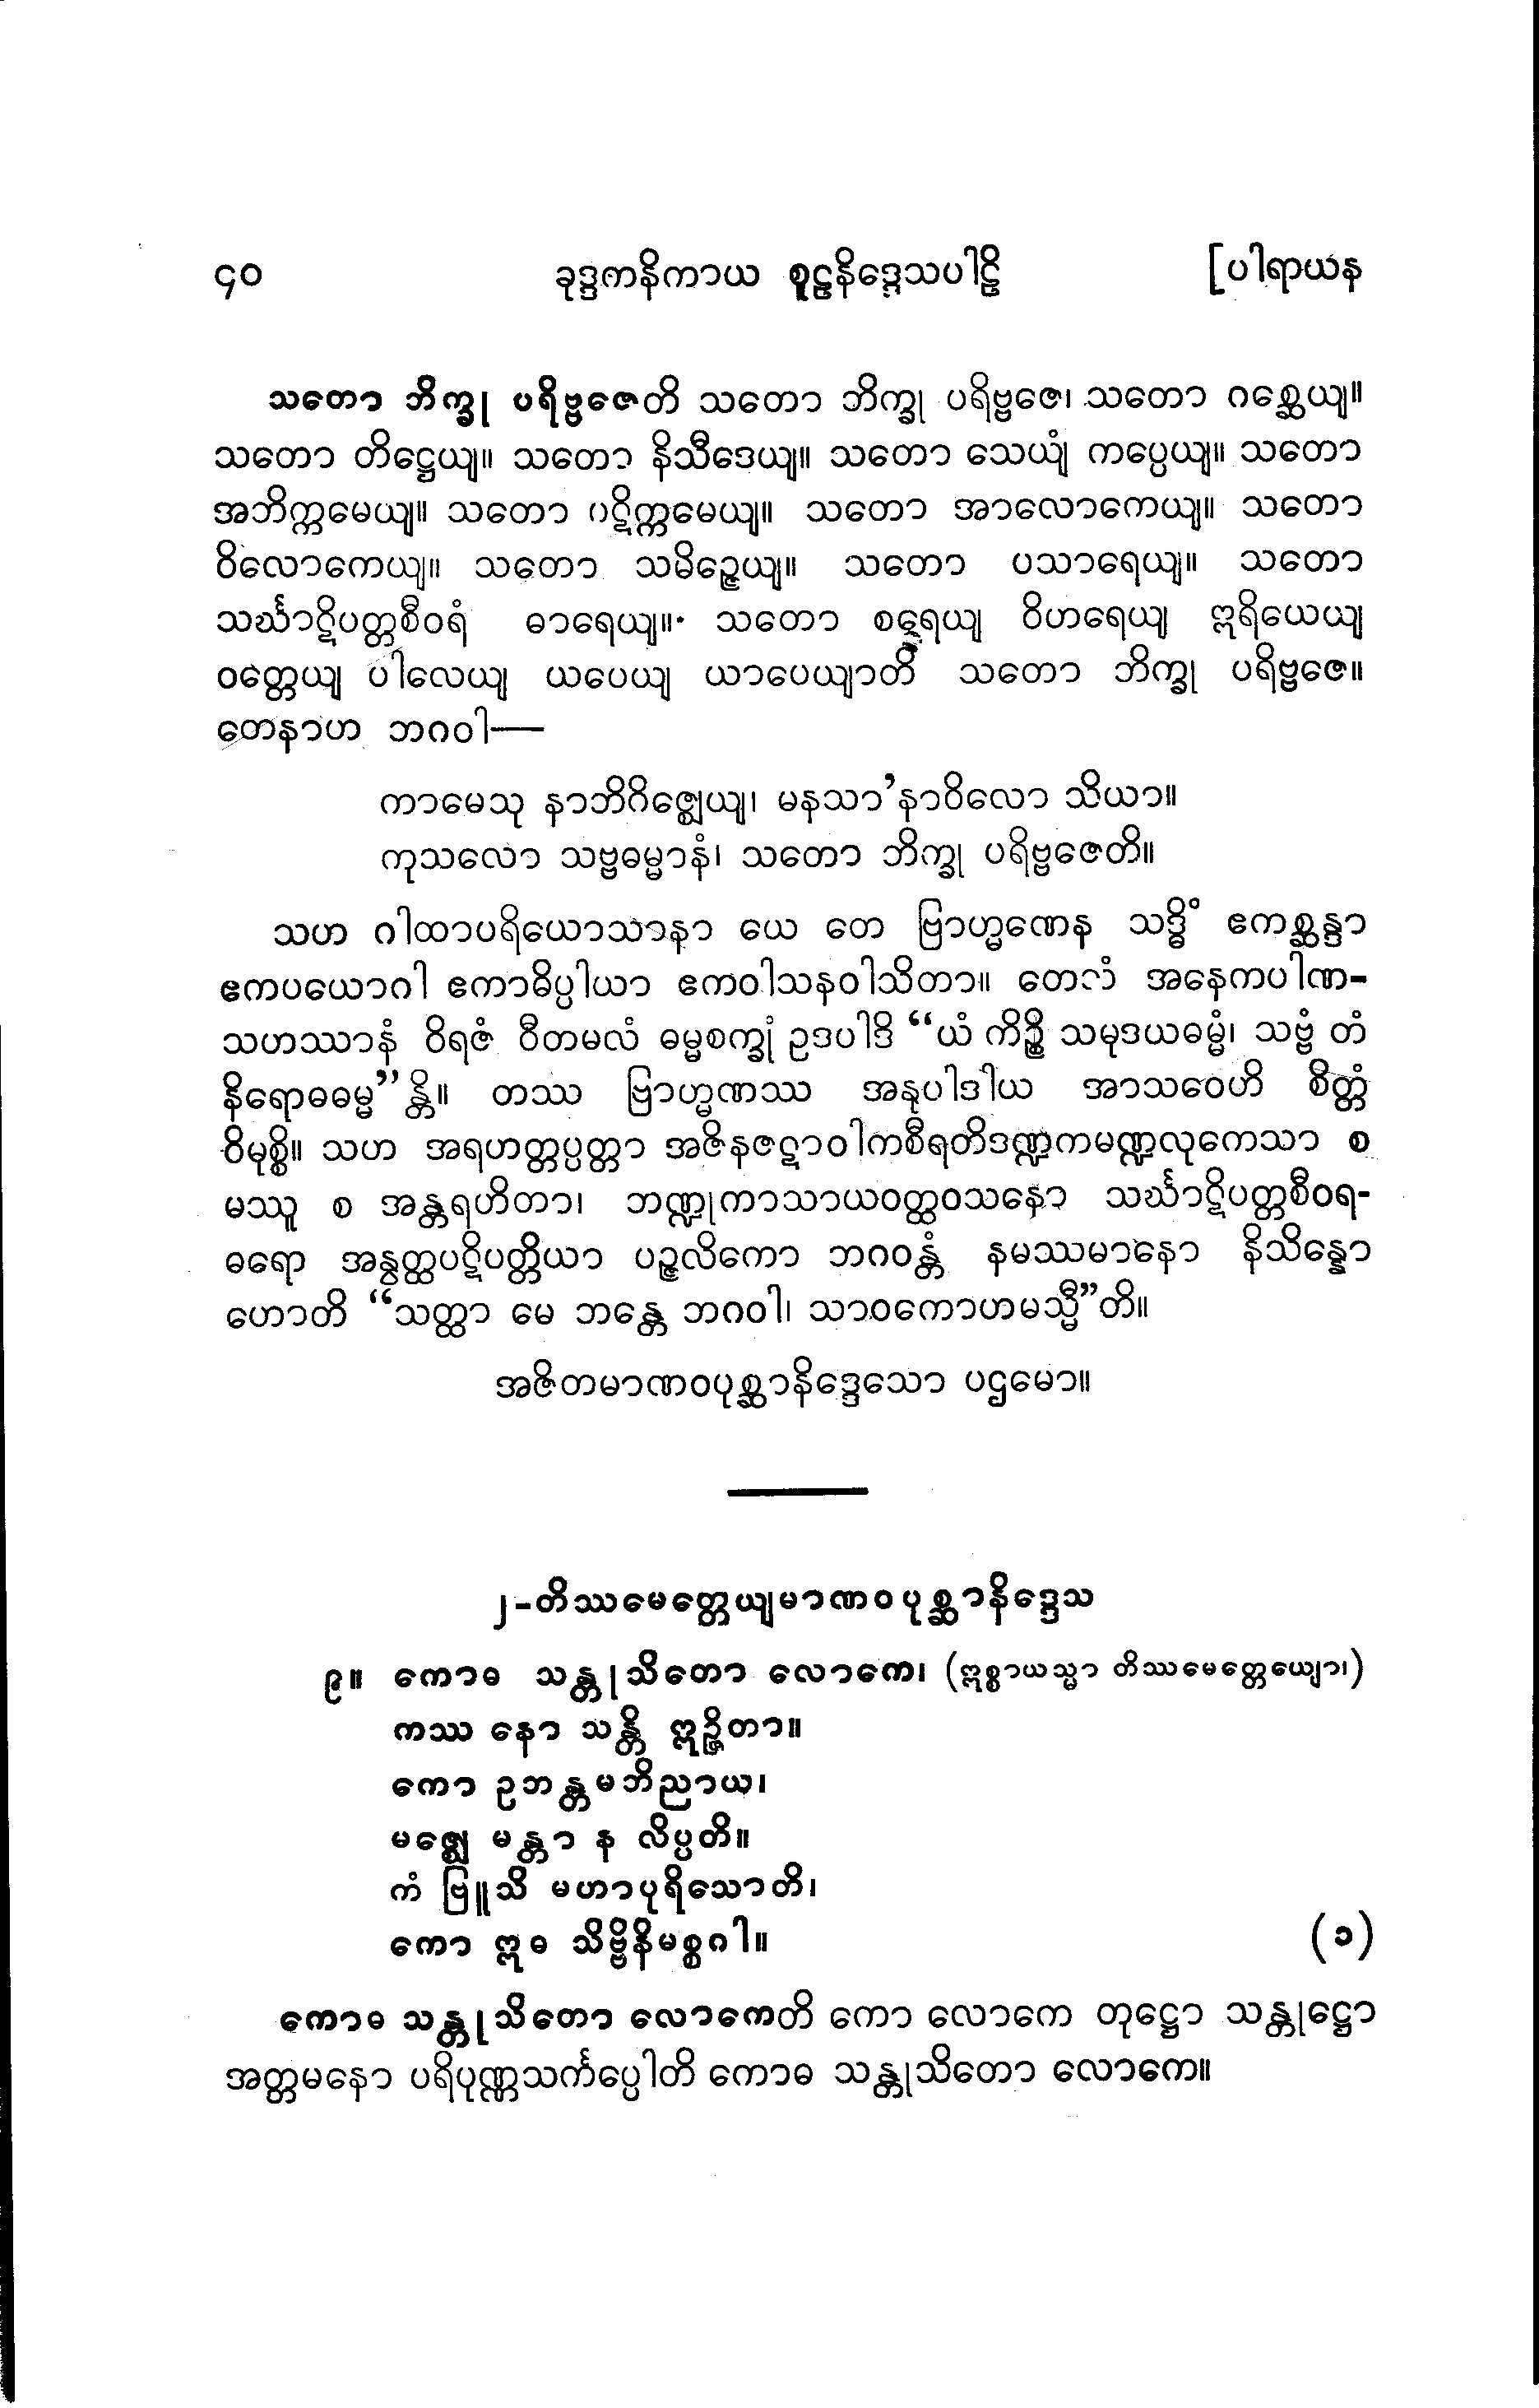 ၄၀ ခုဒ္ဒကနိကာယ စူဠနိဒ္ဒေသပါဠိ [ပါရာယန
သတော ဘိက္ခု ပရိဗ္ဗဇေတိ သတော ဘိက္ခု ပရိဗ္ဗဇေ၊ သတော ဂစ္ဆေယျ။
သတော တိဋ္ဌေယျ။ သတော နိသီဒေယျ။ သတော သေယျံ ကပ္ပေယျ။ သတော
အဘိက္ကမေယျ။ သတော ပဋိက္ကမေယျ။ သတော အာလောကေယျ။ သတော
ဝိလောကေယျ။ သတော သမိဉ္ဇေယျ။ သတော ပသာရေယျ။ သတော
သင်္ဃာဋိပတ္တစီဝရံ ဓာရေယျ။ သတော စရေယျ ဝိဟရေယျ ဣရိယေယျ
ဝတ္တေယျ ပါလေယျ ယပေယျ ယာပေယျာတိ သတော ဘိက္ခု ပရိဗ္ဗဇေ။
တေနာဟ ဘဂဝါ—
ကာမေသု နာဘိဂိဇ္ဈေယျ၊ မနသာ’နာဝိလော သိယာ။
ကုသလော သဗ္ဗဓမ္မာနံ၊ သတော ဘိက္ခု ပရိဗ္ဗဇေတိ။
သဟ ဂါထာပရိယောသာနာ ယေ တေ ဗြာဟ္မဏေန သဒ္ဓိံ ဧကစ္ဆန္ဒာ
ဧကပယောဂါ ဧကာဓိပ္ပါယာ ဧကဝါသနဝါသိတာ။ တေသံ အနေကပါဏ-
သဟဿာနံ ဝိရဇံ ဝီတမလံ ဓမ္မစက္ခုံ ဥဒပါဒိ “ယံ ကိဉ္စိ သမုဒယဓမ္မံ၊ သဗ္ဗံ တံ
နိရောဓဓမ္မ”န္တိ။ တဿ ဗြာဟ္မဏဿ အနုပါဒါယ အာသဝေဟိ စိတ္တံ
ဝိမုစ္စိ။ သဟ အရဟတ္တပ္ပတ္တာ အဇိနဇဋာဝါကစီရတိဒဏ္ဍကမဏ္ဍလုကေသာ စ
မဿူ စ အန္တရဟိတာ၊ ဘဏ္ဍုကာသာယဝတ္ထဝသနော သင်္ဃာဋိပတ္တစီဝရ-
ဓရော အနွတ္ထပဋိပတ္တိယာ ပဉ္ဇလိကော ဘဂဝန္တံ နမဿမာနော နိသိန္နော
ဟောတိ “သတ္ထာ မေ ဘန္တေ ဘဂဝါ၊ သာဝကောဟမသ္မီ”တိ။
အဇိတမာဏဝပုစ္ဆာနိဒ္ဒေသော ပဌမော။
၂-တိဿမေတ္တေယျမာဏဝပုစ္ဆာနိဒ္ဒေသ
၉။ ကောဓ သန္တုသိတော လောကေ၊ (ဣစ္စာယသ္မာ တိဿမေတ္တေယျော၊)
ကဿ နော သန္တိ ဣဉ္ဇိတာ။
ကော ဥဘန္တမဘိညာယ၊
မဇ္ဈေ မန္တာ န လိပ္ပတိ။
ကံ ဗြူသိ မဟာပုရိသောတိ၊
ကော ဣဓ သိဗ္ဗိနိမစ္စဂါ။ (၁)
ကောဓ သန္တုသိတော လောကေတိ ကော လောကေ တုဋ္ဌော သန္တုဋ္ဌော
အတ္တမနော ပရိပုဏ္ဏသင်္ကပ္ပေါတိ ကောဓ သန္တုသိတော လောကေ။